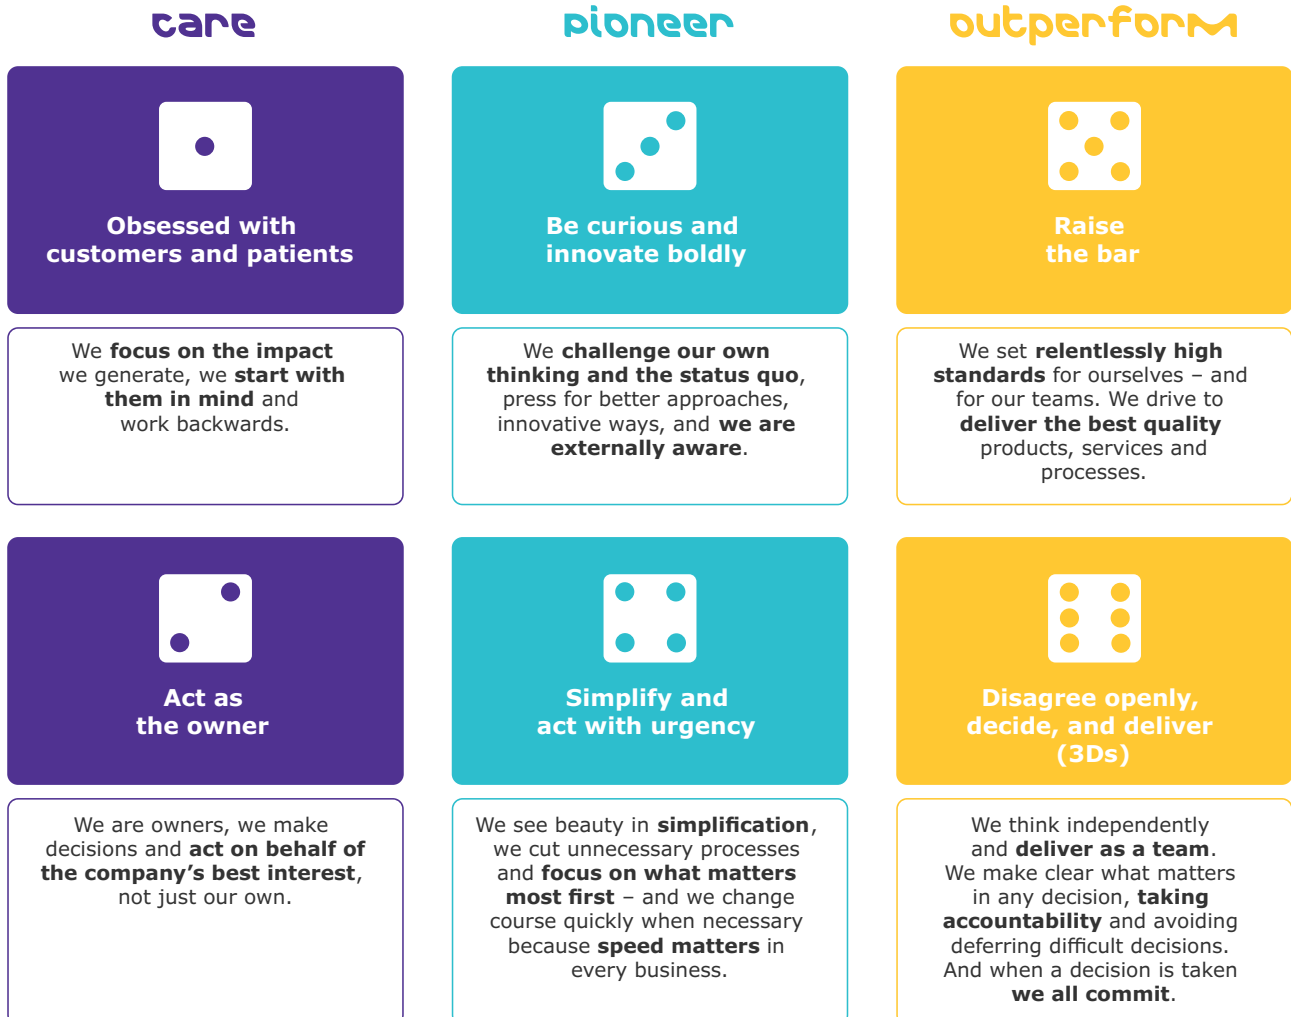 care
pioneer
outperform
Obsessed with
customers and patients
Be curious and
innovate boldly
Raise
the bar
We focus on the impact
we generate, we start with
them in mind and
work backwards.
We challenge our own
thinking and the status quo,
press for better approaches,
innovative ways, and we are
externally aware.
We set relentlessly high
standards for ourselves – and
for our teams. We drive to
deliver the best quality
products, services and
processes.
Act as
the owner
Simplify and
act with urgency
Disagree openly,
decide, and deliver
(3Ds)
We are owners, we make
decisions and act on behalf of
the company’s best interest,
not just our own.
We see beauty in simplification,
we cut unnecessary processes
and focus on what matters
most first – and we change
course quickly when necessary
because speed matters in
every business.
We think independently
and deliver as a team.
We make clear what matters
in any decision, taking
accountability and avoiding
deferring difficult decisions.
And when a decision is taken
we all commit.